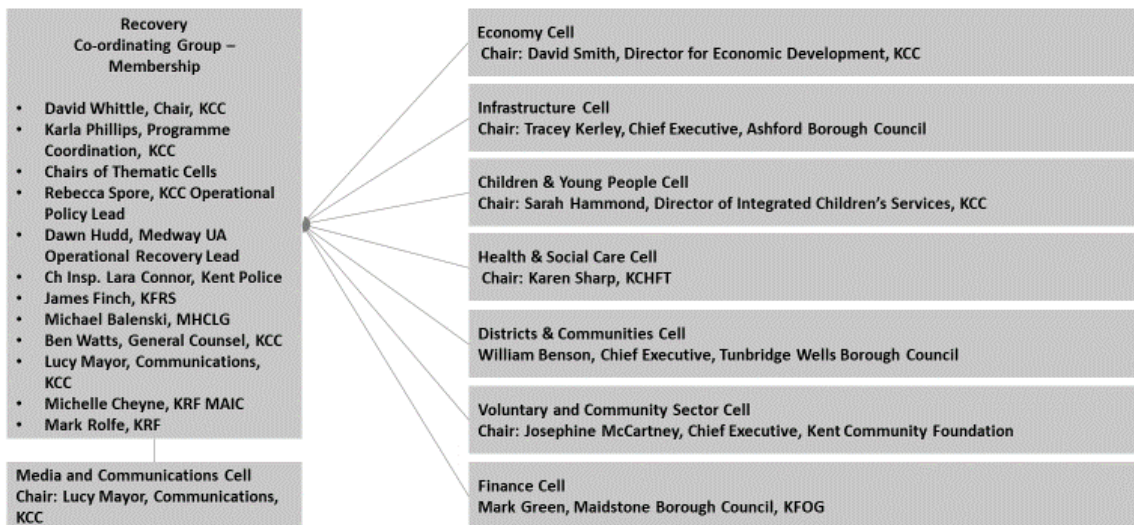 Recovery
Co-ordinating Group –
Membership
• David Whittle, Chair, KCC
• Karla Phillips, Programme
Coordination, KCC
• Chairs of Thematic Cells
• Rebecca Spore, KCC Operational
Policy Lead
• Dawn Hudd, Medway UA
Operational Recovery Lead
• Ch Insp. Lara Connor, Kent Police
• James Finch, KFRS
• Michael Balenski, MHCLG
• Ben Watts, General Counsel, KCC
• Lucy Mayor, Communications,
KCC
• Michelle Cheyne, KRF MAIC
• Mark Rolfe, KRF
Media and Communications Cell
Chair: Lucy Mayor, Communications,
KCC
Economy Cell
Chair: David Smith, Director for Economic Development, KCC
Infrastructure Cell
Chair: Tracey Kerley, Chief Executive, Ashford Borough Council
Children & Young People Cell
Chair: Sarah Hammond, Director of Integrated Children's Services, KCC
Health & Social Care Cell
Chair: Karen Sharp, KCHFT
Districts & Communities Cell
William Benson, Chief Executive, Tunbridge Wells Borough Council
Voluntary and Community Sector Cell
Chair: Josephine McCartney, Chief Executive, Kent Community Foundation
Finance Cell
Mark Green, Maidstone Borough Council, KFOG